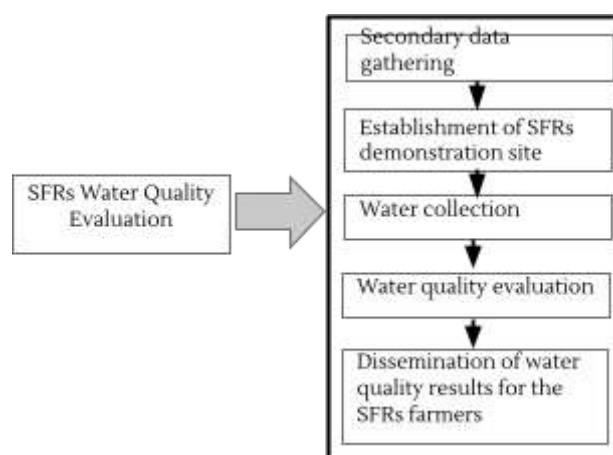 SFRs Water Quality
Evaluation
Secondary data
gathering
Establishment of SFRs
demonstration site
Water collection
Water quality evaluation
Dissemination of water
quality results for the
SFRs farmers